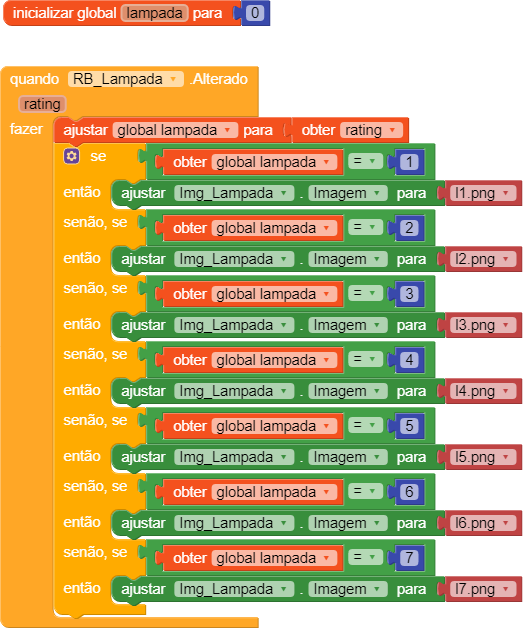 inicializar global lampada para 0
quando RB_Lampada .Alterado
rating
fazer ajustar global lampada para obter rating
se obter global lampada = 1
então ajustar Img_Lampada . Imagem para l1.png
senão, se obter global lampada = 2
então ajustar Img_Lampada . Imagem para l2.png
senão, se obter global lampada = 3
então ajustar Img_Lampada . Imagem para l3.png
senão, se obter global lampada = 4
então ajustar Img_Lampada . Imagem para l4.png
senão, se obter global lampada = 5
então ajustar Img_Lampada . Imagem para l5.png
senão, se obter global lampada = 6
então ajustar Img_Lampada . Imagem para l6.png
senão, se obter global lampada = 7
então ajustar Img_Lampada . Imagem para l7.png